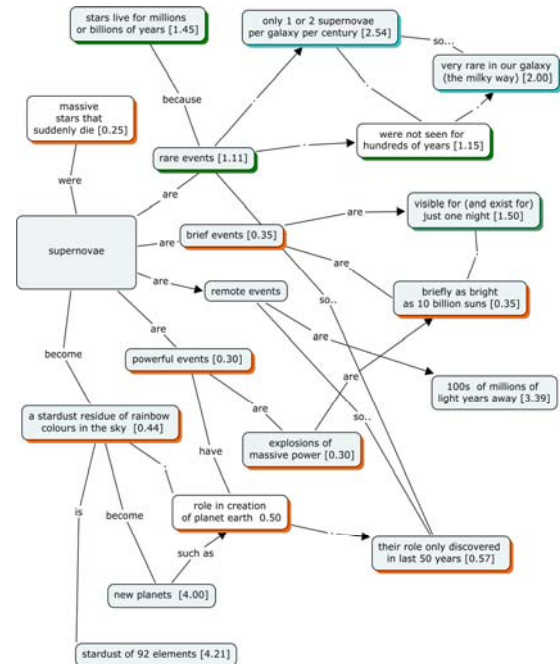 stars live for millions
or billions of years [1.45]
only 1 or 2 supernovae
per galaxy per century [2.54]
so...
very rare in our galaxy
(the milky way) [2.00]
massive
stars that
suddenly die [0.25]
because
.
.
.
were not seen for
hundreds of years [1.15]
rare events [1.11]
.
were
are
visible for (and exist for)
just one night [1.50]
are
supernovae
are
brief events [0.35]
.
are
are
remote events
briefly as bright
as 10 billion suns [0.35]
so..
are
are
become
powerful events [0.30]
are
100s of millions of
light years away [3.39]
a stardust residue of rainbow
colours in the sky [0.44]
are
so..
explosions of
massive power [0.30]
have
.
is
become
role in creation
of planet earth 0.50
.
such as
their role only discovered
in last 50 years [0.57]
new planets [4.00]
stardust of 92 elements [4.21]